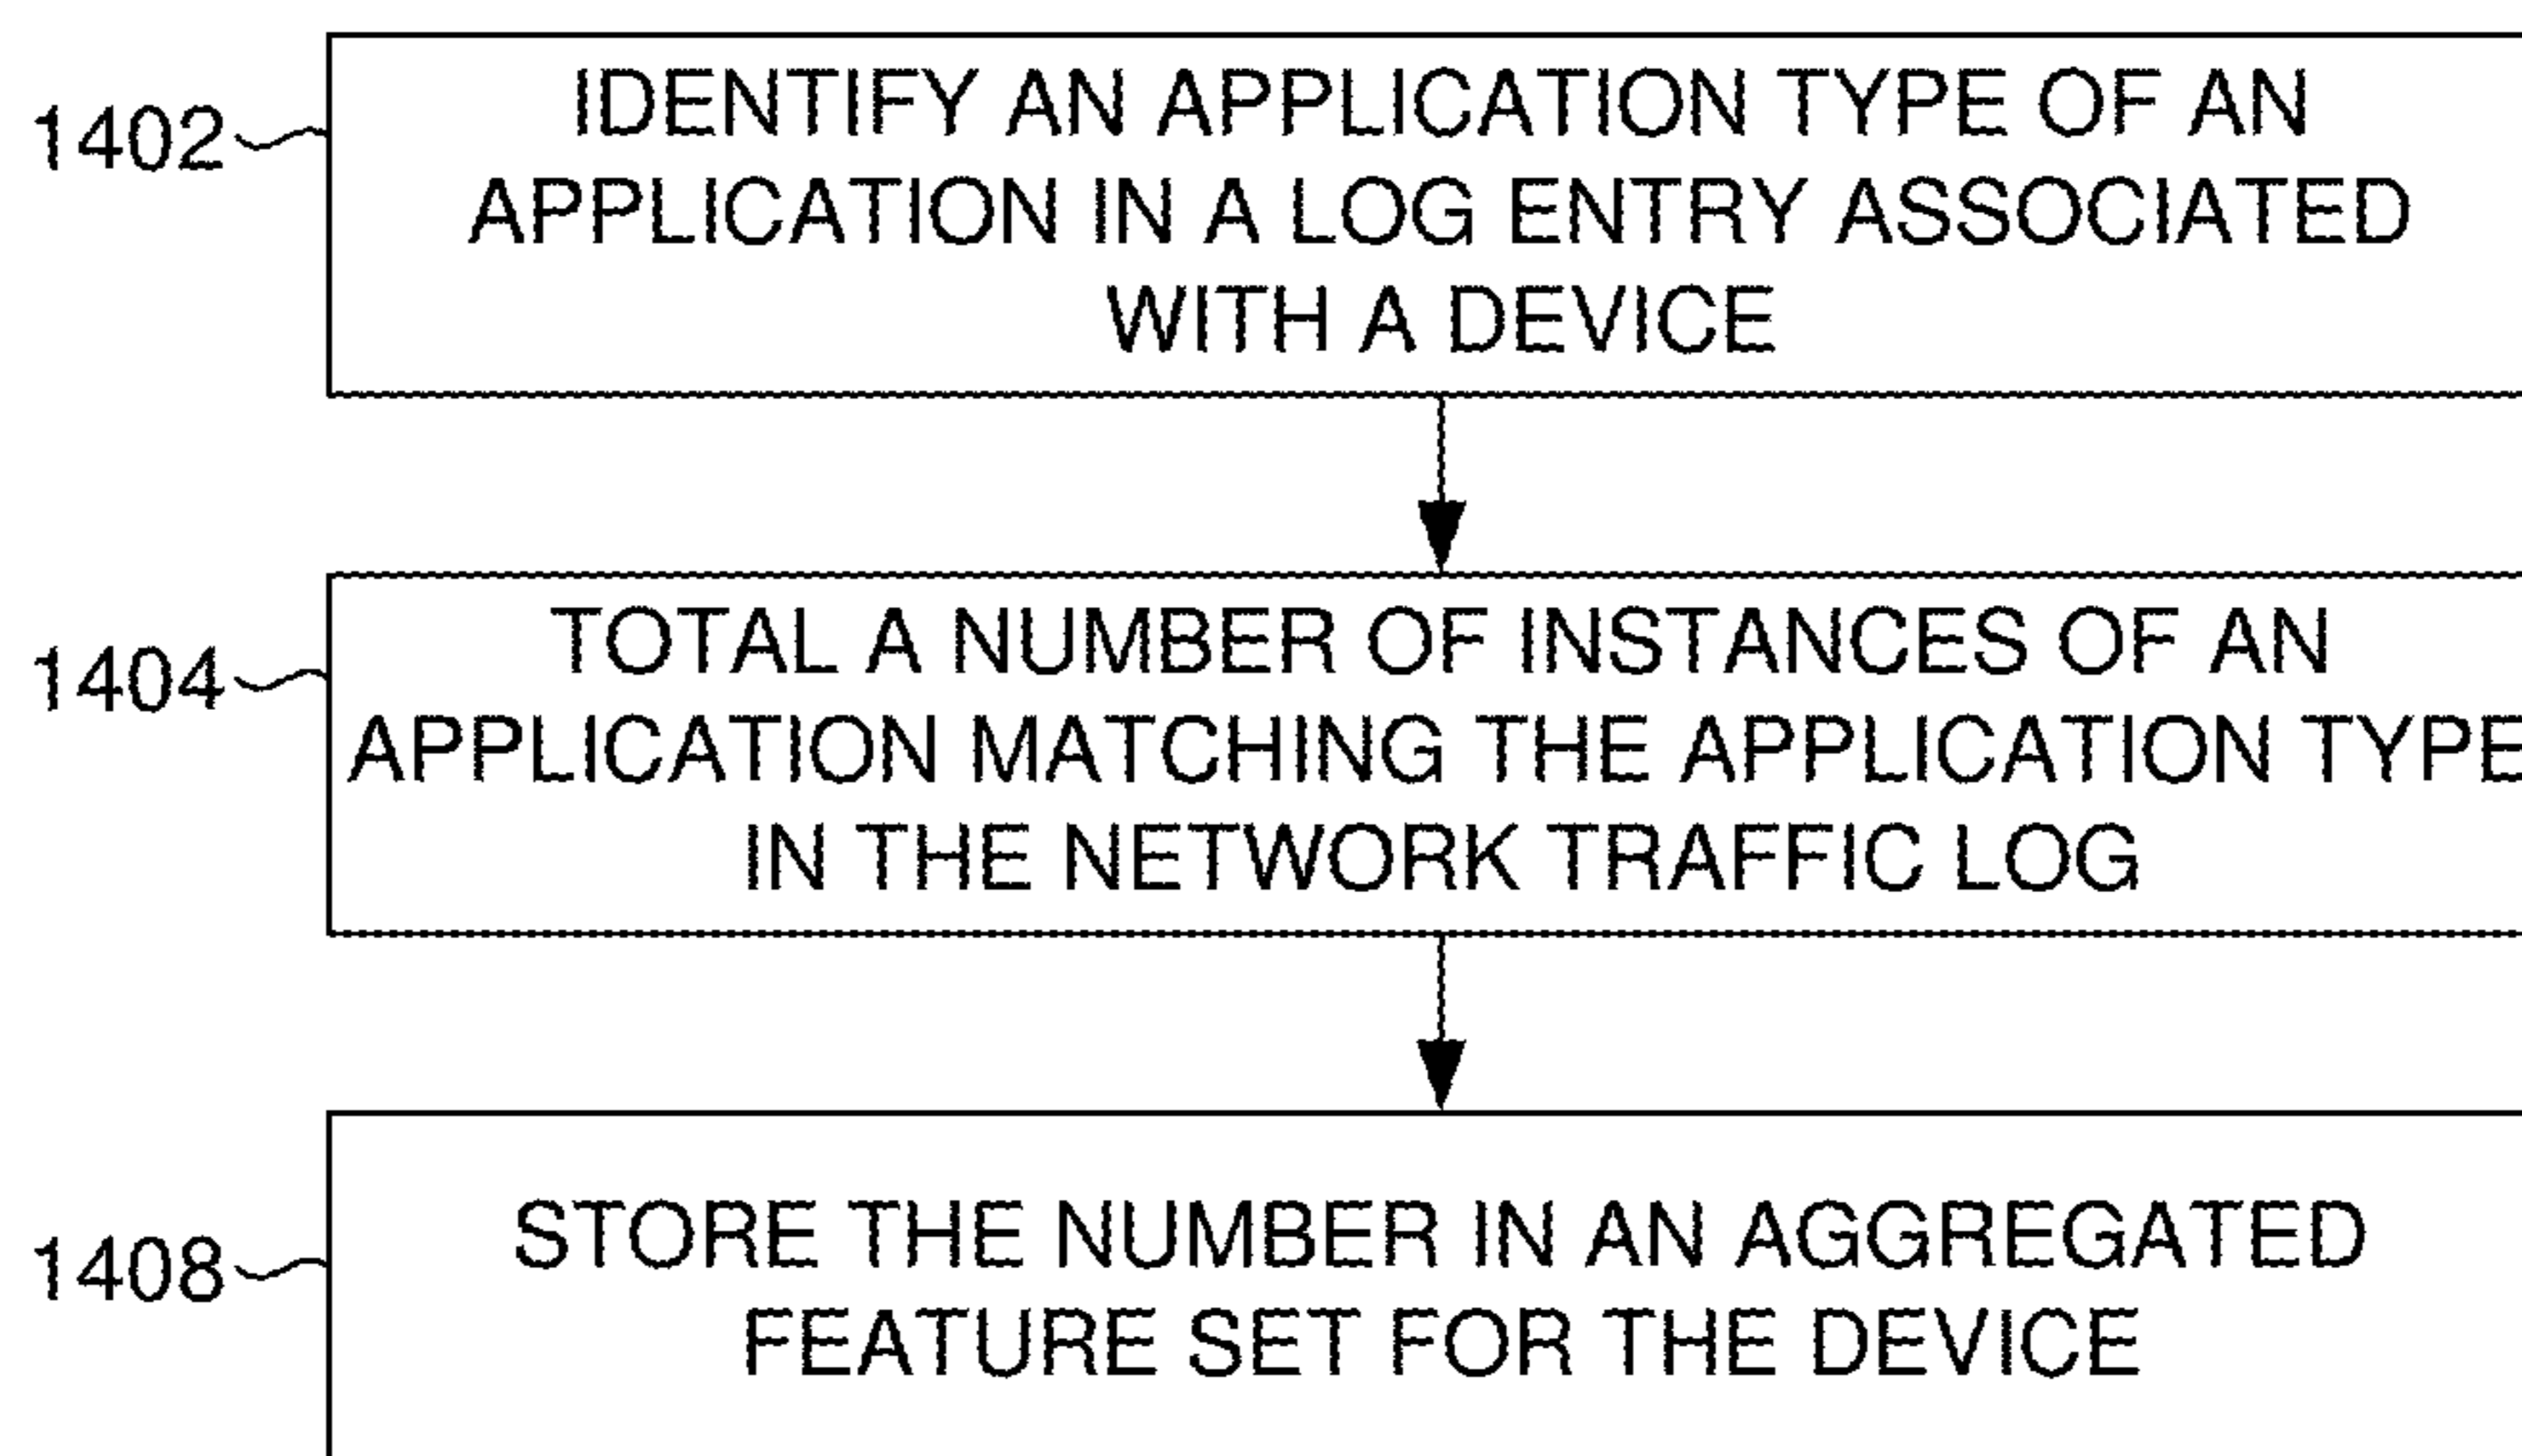 1402
IDENTIFY AN APPLICATION TYPE OF AN
APPLICATION IN A LOG ENTRY ASSOCIATED
WITH A DEVICE
1404
TOTAL A NUMBER OF INSTANCES OF AN
APPLICATION MATCHING THE APPLICATION TYPE
IN THE NETWORK TRAFFIC LOG
1408
STORE THE NUMBER IN AN AGGREGATED
FEATURE SET FOR THE DEVICE